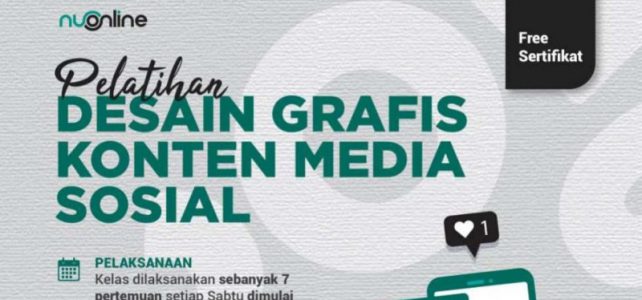 nuonline
Free
Sertifikat
Pelatihan
DESAIN GRAFIS
KONTEN MEDIA
SOSIAL
1
PELAKSANAAN
Kelas dilaksanakan sebanyak 7
pertemuan setiap Sabtu dimulai